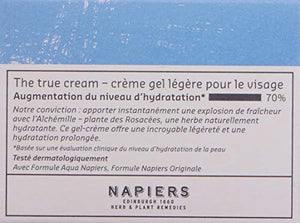 The true cream – crème gel légère pour le visage
Augmentation du niveau d'hydratation* 70%
Notre conviction : apporter instantanément une explosion de fraîcheur
avec l'Alchémille - plante des Rosacées, une herbe naturellement
hydratante. Ce gel-crème offre une incroyable légèreté et une
hydratation prolongée.
*Basée sur une évaluation clinique du niveau d'hydratation de la peau
Testé dermatologiquement
Avec Formule Aqua Napiers, Formule Napiers Originale
NAPIERS
EDINBURGH 1860
HERB & PLANT REMEDIES